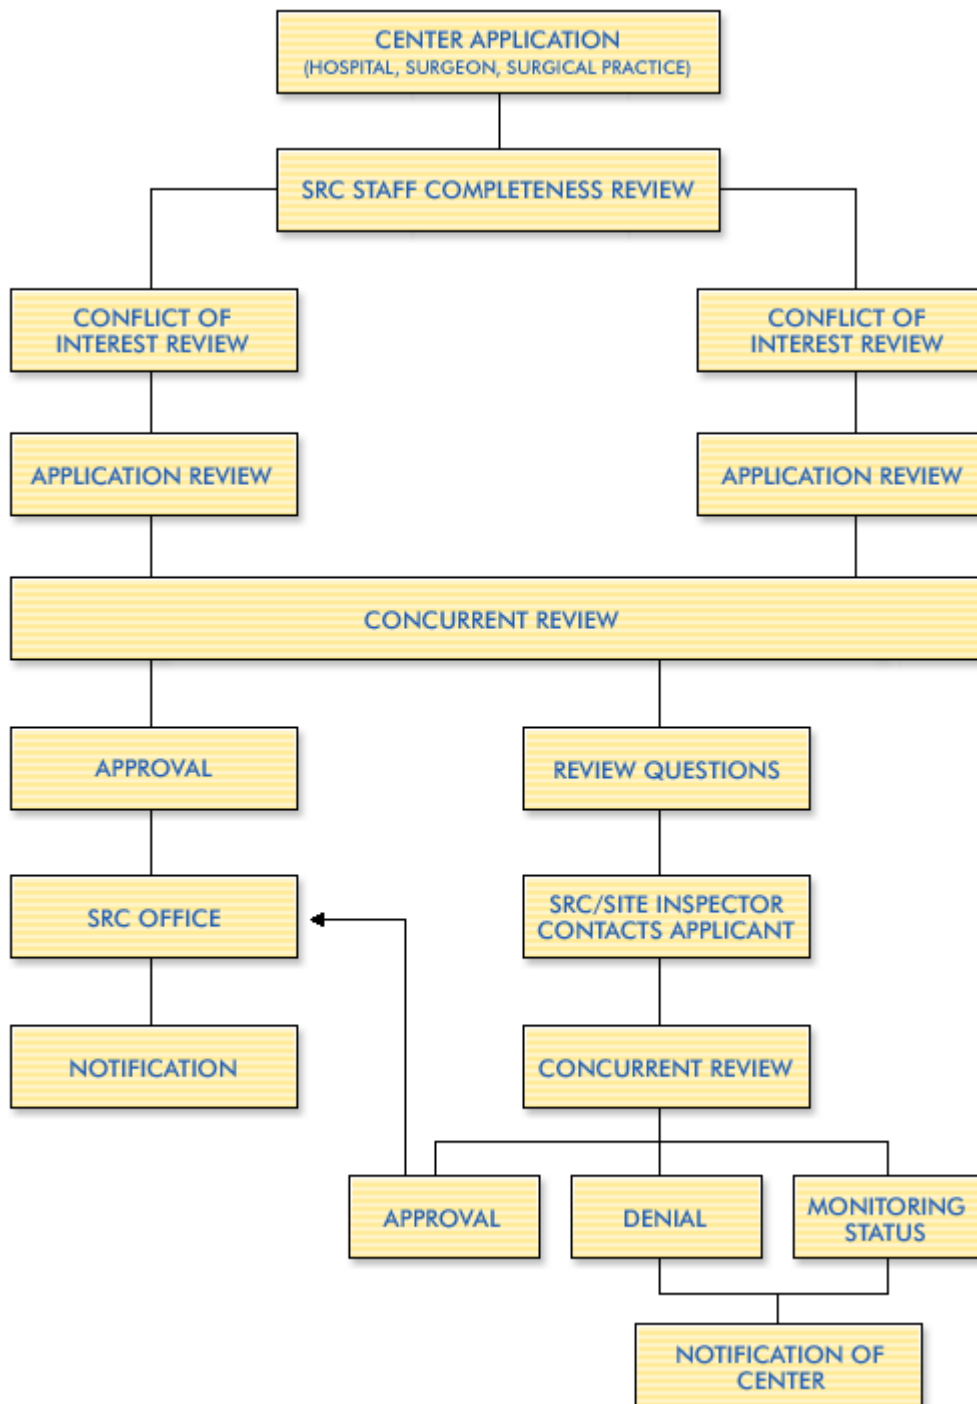 CENTER APPLICATION
(HOSPITAL, SURGEON, SURGICAL PRACTICE)
SRC STAFF COMPLETENESS REVIEW
CONFLICT OF
INTEREST REVIEW
CONFLICT OF
INTEREST REVIEW
APPLICATION REVIEW
APPLICATION REVIEW
CONCURRENT REVIEW
APPROVAL
REVIEW QUESTIONS
SRC OFFICE
SRC/SITE INSPECTOR
CONTACTS APPLICANT
NOTIFICATION
CONCURRENT REVIEW
APPROVAL
DENIAL
MONITORING
STATUS
NOTIFICATION OF
CENTER